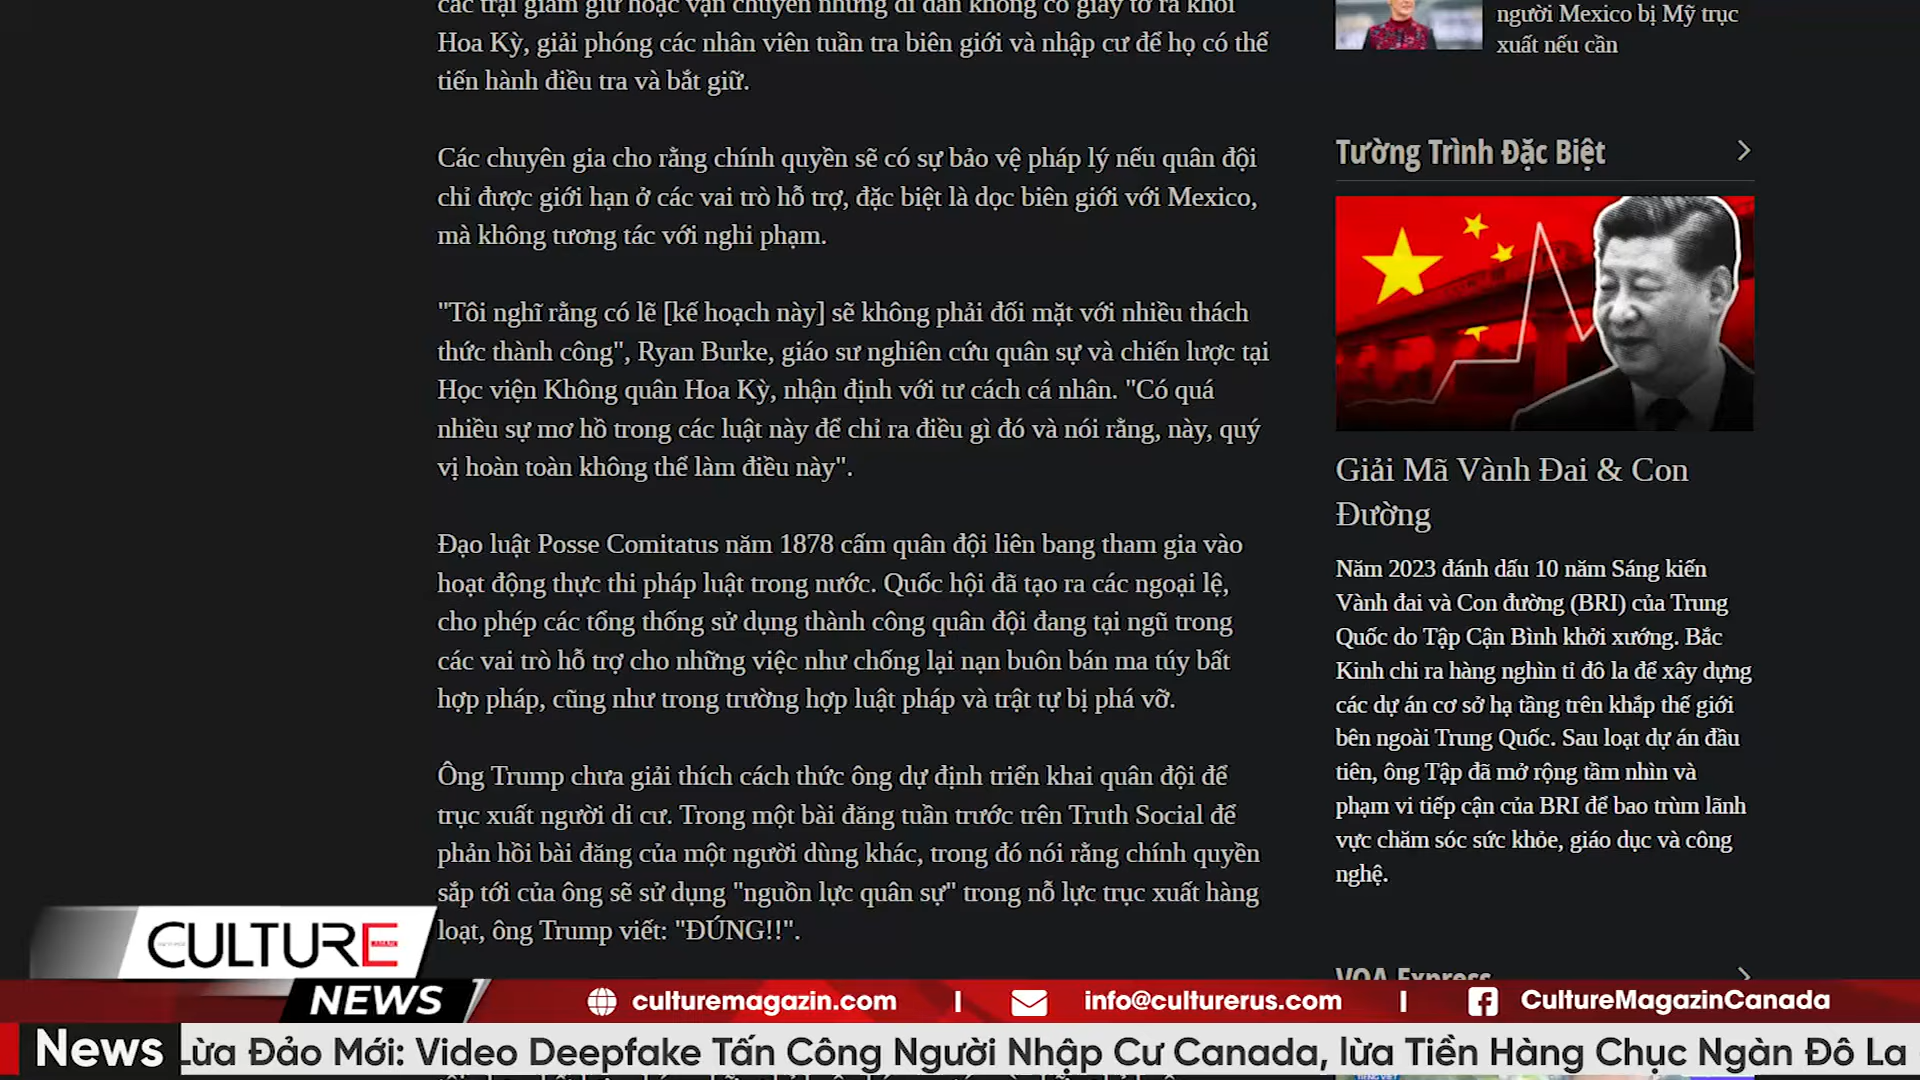 các trại giam giữ hoặc vận chuyển những di dân không có giấy tờ ra khỏi
Hoa Kỳ, giải phóng các nhân viên tuần tra biên giới và nhập cư để họ có thể
tiến hành điều tra và bắt giữ.
Các chuyên gia cho rằng chính quyền sẽ có sự bảo vệ pháp lý nếu quân đội
chỉ được giới hạn ở các vai trò hỗ trợ, đặc biệt là dọc biên giới với Mexico,
mà không tương tác với nghi phạm.
"Tôi nghĩ rằng có lẽ [kế hoạch này] sẽ không phải đối mặt với nhiều thách
thức thành công", Ryan Burke, giáo sư nghiên cứu quân sự và chiến lược tại
Học viện Không quân Hoa Kỳ, nhận định với tư cách cá nhân. "Có quá
nhiều sự mơ hồ trong các luật này để chỉ ra điều gì đó và nói rằng, này, quý
vị hoàn toàn không thể làm điều này".
Đạo luật Posse Comitatus năm 1878 cấm quân đội liên bang tham gia vào
hoạt động thực thi pháp luật trong nước. Quốc hội đã tạo ra các ngoại lệ,
cho phép các tổng thống sử dụng thành công quân đội đang tại ngũ trong
các vai trò hỗ trợ cho những việc như chống lại nạn buôn bán ma túy bất
hợp pháp, cũng như trong trường hợp luật pháp và trật tự bị phá vỡ.
Ông Trump chưa giải thích cách thức ông dự định triển khai quân đội để
trục xuất người di cư. Trong một bài đăng tuần trước trên Truth Social để
phản hồi bài đăng của một người dùng khác, trong đó nói rằng chính quyền
sắp tới của ông sẽ sử dụng "nguồn lực quân sự" trong nỗ lực trục xuất hàng
loạt, ông Trump viết: "ĐÚNG!!".
người Mexico bị Mỹ trục
xuất nếu cần
Tường Trình Đặc Biệt
Giải Mã Vành Đai & Con
Đường
Năm 2023 đánh dấu 10 năm Sáng kiến
Vành đai và Con đường (BRI) của Trung
Quốc do Tập Cận Bình khởi xướng. Bắc
Kinh chi ra hàng nghìn tỉ đô la để xây dựng
các dự án cơ sở hạ tầng trên khắp thế giới
bên ngoài Trung Quốc. Sau loạt dự án đầu
tiên, ông Tập đã mở rộng tầm nhìn và
phạm vi tiếp cận của BRI để bao trùm lãnh
vực chăm sóc sức khỏe, giáo dục và công
nghệ.
VOA Express
CULTURE
MAGAZIN
NEWS
culturemagazin.com | info@culturerus.com | CultureMagazinCanada
News
Lừa Đảo Mới: Video Deepfake Tấn Công Người Nhập Cư Canada, lừa Tiền Hàng Chục Ngàn Đô La